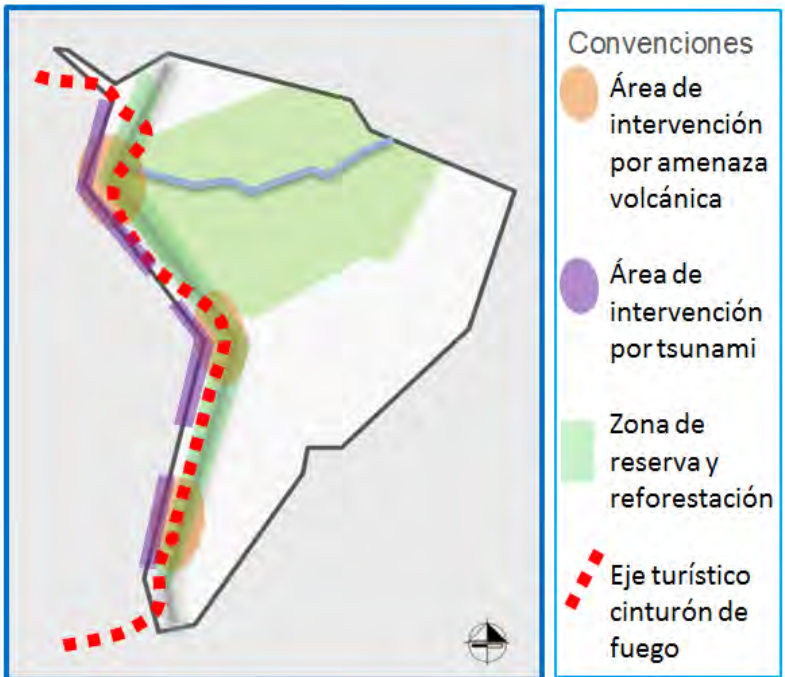 Convenciones
Área de
intervención
por amenaza
volcánica
Área de
intervención
por tsunami
Zona de
reserva y
reforestación
Eje turístico
cinturón de
fuego